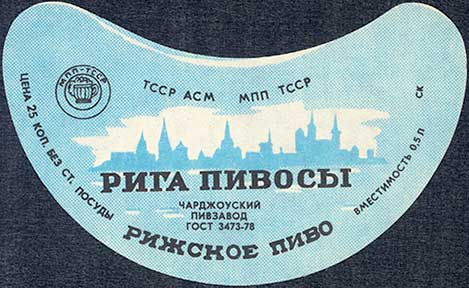 МПП-ТССР
ТССР АСМ МПП ТССР
ЦЕНА 25 КОП. БЕЗ СТ. ПОСУДЫ
СК
ВМЕСТИМОСТЬ 0,5 Л
РИГА ПИВОСЫ
ЧАРДЖОУСКИЙ
ПИВЗАВОД
ГОСТ 3473-78
РИЖСКОЕ ПИВО